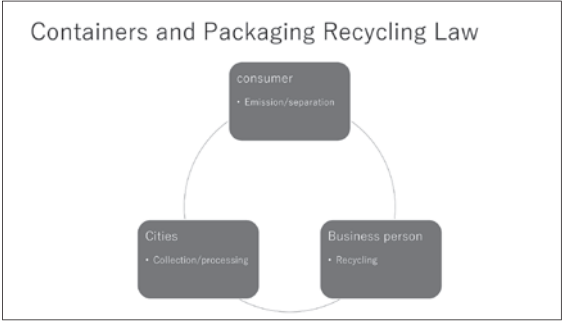 Containers and Packaging Recycling Law
consumer
• Emission/separation
Cities
• Collection/processing
Business person
• Recycling